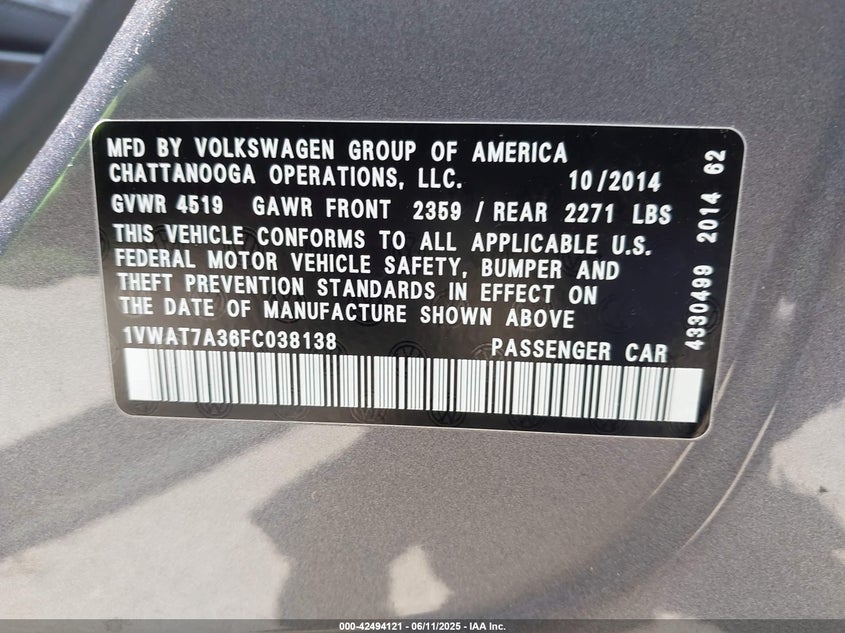 MFD BY VOLKSWAGEN GROUP OF AMERICA
CHATTANOOGA OPERATIONS, LLC. 10/2014
GVWR 4519 GAWR FRONT 2359 / REAR 2271 LBS
THIS VEHICLE CONFORMS TO ALL APPLICABLE U.S.
FEDERAL MOTOR VEHICLE SAFETY, BUMPER AND
THEFT PREVENTION STANDARDS IN EFFECT ON
THE DATE OF MANUFACTURE SHOWN ABOVE
1VWAT7A36FC038138 PASSENGER CAR
4330499 2014 62
000-42494121 - 06/11/2025 - IAA Inc.